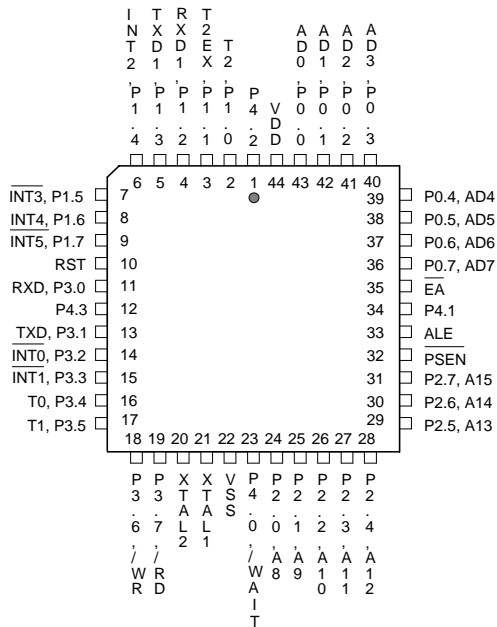 INT2, P1.4
TXD1, P1.3
RXD1, P1.2
T2EX, P1.1
T2, P1.0
P4.2
VDD
AD0, P0.0
AD1, P0.1
AD2, P0.2
AD3, P0.3
6 5 4 3 2 1 44 43 42 41 40
INT3, P1.5 7
INT4, P1.6 8
INT5, P1.7 9
RST 10
RXD, P3.0 11
P4.3 12
TXD, P3.1 13
INT0, P3.2 14
INT1, P3.3 15
T0, P3.4 16
T1, P3.5 17
39 P0.4, AD4
38 P0.5, AD5
37 P0.6, AD6
36 P0.7, AD7
35 EA
34 P4.1
33 ALE
32 PSEN
31 P2.7, A15
30 P2.6, A14
29 P2.5, A13
18 19 20 21 22 23 24 25 26 27 28
P3.6, /WR
P3.7, /RD
XTAL2
XTAL1
VSS
P4.0, /WAIT
P2.0, A8
P2.1, A9
P2.2, A10
P2.3, A11
P2.4, A12